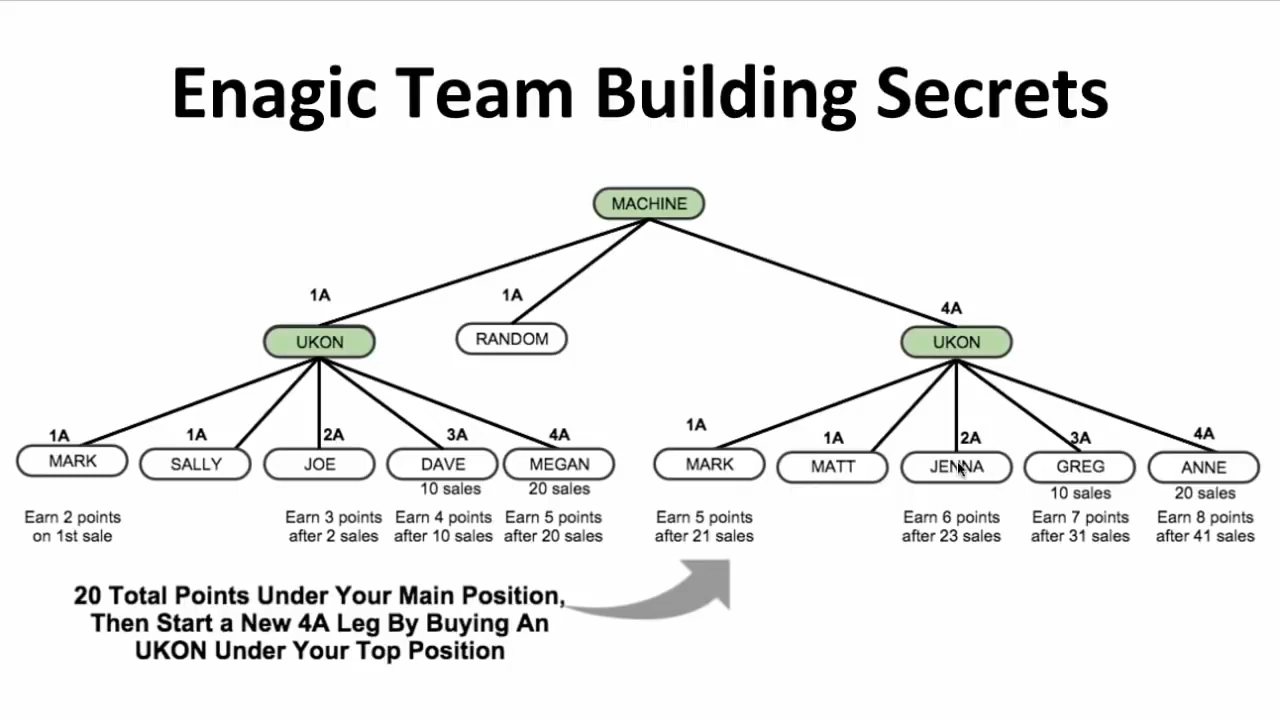 Enagic Team Building Secrets
MACHINE
1A
1A
4A
UKON
RANDOM
UKON
1A
1A
2A
3A
4A
1A
1A
2A
3A
4A
MARK
SALLY
JOE
DAVE
MEGAN
MARK
MATT
JENNA
GREG
ANNE
10 sales
20 sales
10 sales
20 sales
Earn 2 points
on 1st sale
Earn 3 points
after 2 sales
Earn 4 points
after 10 sales
Earn 5 points
after 20 sales
Earn 5 points
after 21 sales
Earn 6 points
after 23 sales
Earn 7 points
after 31 sales
Earn 8 points
after 41 sales
20 Total Points Under Your Main Position,
Then Start a New 4A Leg By Buying An
UKON Under Your Top Position